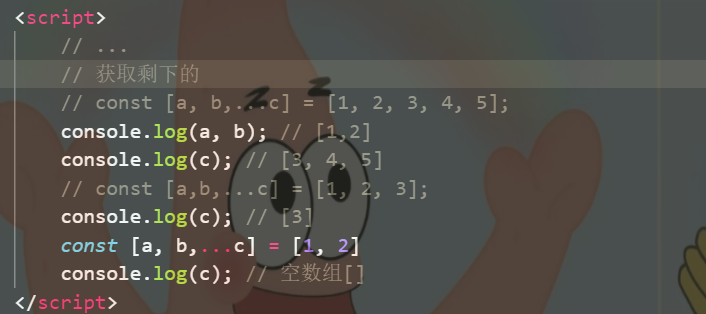 <script>
// ...
// 获取剩下的
// const [a, b,...c] = [1, 2, 3, 4, 5];
console.log(a, b); // [1,2]
console.log(c); // [3, 4, 5]
// const [a,b,...c] = [1, 2, 3];
console.log(c); // [3]
const [a, b,...c] = [1, 2]
console.log(c); // 空数组[]
</script>